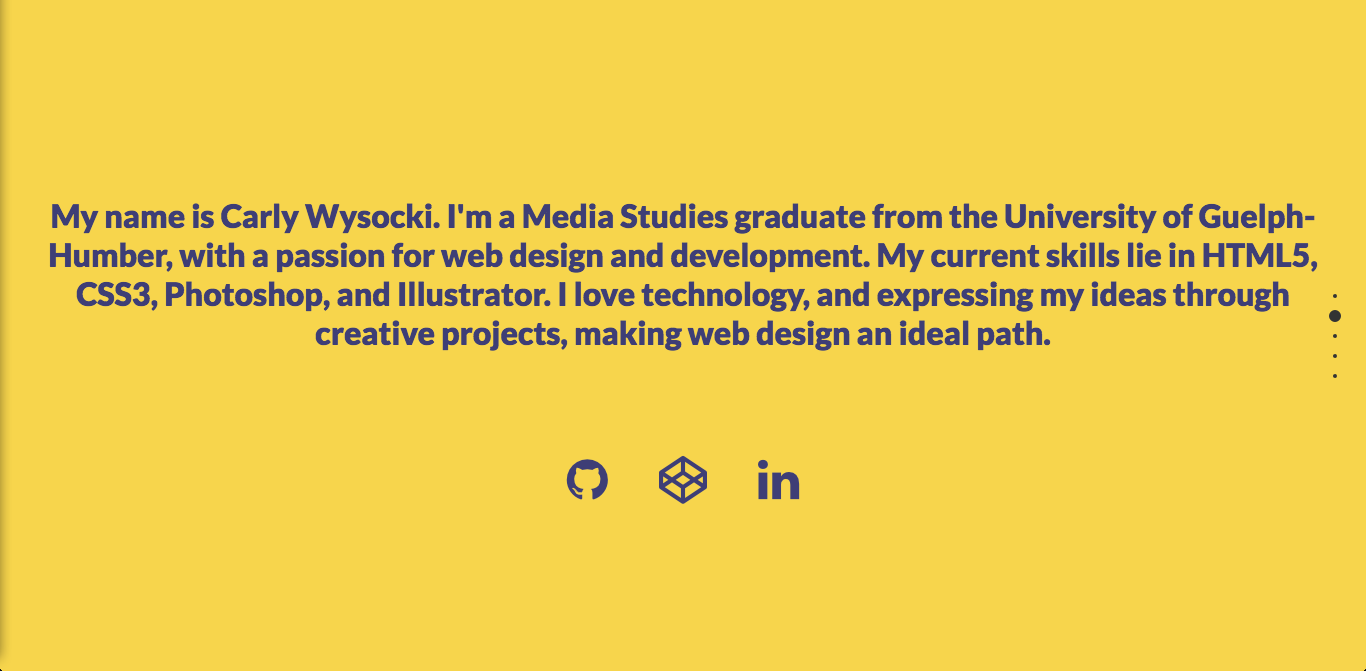 My name is Carly Wysocki. I'm a Media Studies graduate from the University of Guelph-
Humber, with a passion for web design and development. My current skills lie in HTML5,
CSS3, Photoshop, and Illustrator. I love technology, and expressing my ideas through
creative projects, making web design an ideal path.
in